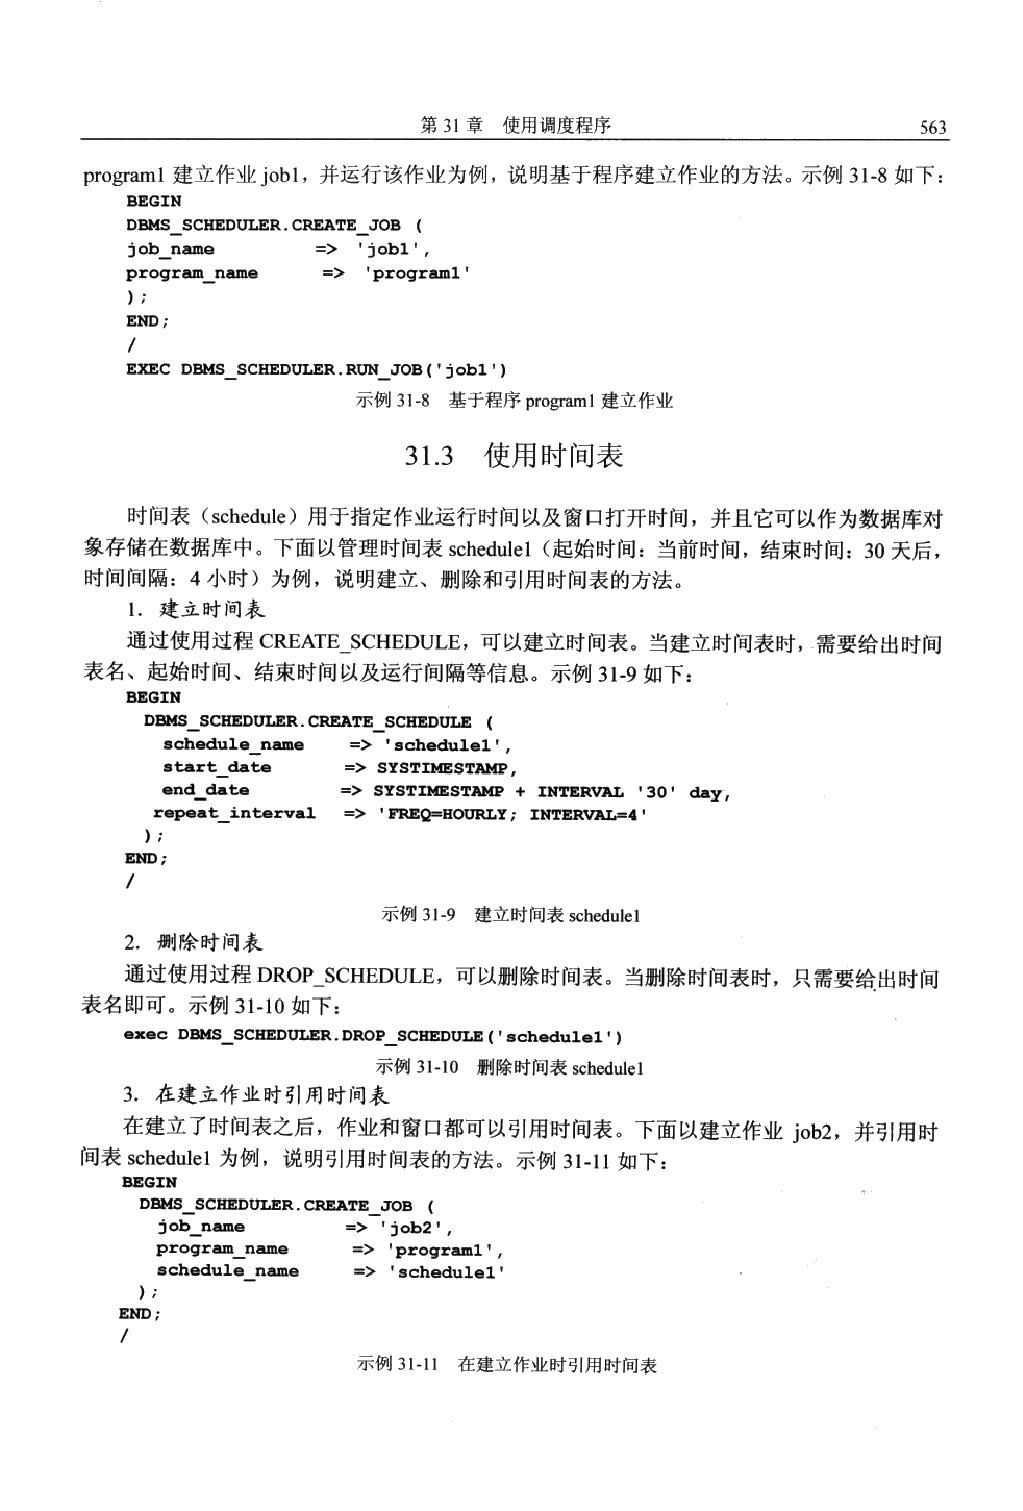 第 31 章 使用调度程序 563
program1 建立作业 job1，并运行该作业为例，说明基于程序建立作业的方法。示例 31-8 如下：
BEGIN
DBMS_SCHEDULER.CREATE_JOB (
job_name => 'job1',
program_name => 'program1'
);
END;
/
EXEC DBMS_SCHEDULER.RUN_JOB('job1')
示例 31-8 基于程序 program1 建立作业
31.3 使用时间表
时间表（schedule）用于指定作业运行时间以及窗口打开时间，并且它可以作为数据库对
象存储在数据库中。下面以管理时间表 schedule1（起始时间：当前时间，结束时间：30 天后，
时间间隔：4 小时）为例，说明建立、删除和引用时间表的方法。
1．建立时间表
通过使用过程 CREATE_SCHEDULE，可以建立时间表。当建立时间表时，需要给出时间
表名、起始时间、结束时间以及运行间隔等信息。示例 31-9 如下：
BEGIN
DBMS_SCHEDULER.CREATE_SCHEDULE (
schedule_name => 'schedule1',
start_date => SYSTIMESTAMP,
end_date => SYSTIMESTAMP + INTERVAL '30' day,
repeat_interval => 'FREQ=HOURLY; INTERVAL=4'
);
END;
/
示例 31-9 建立时间表 schedule1
2．删除时间表
通过使用过程 DROP_SCHEDULE，可以删除时间表。当删除时间表时，只需要给出时间
表名即可。示例 31-10 如下：
exec DBMS_SCHEDULER.DROP_SCHEDULE('schedule1')
示例 31-10 删除时间表 schedule1
3．在建立作业时引用时间表
在建立了时间表之后，作业和窗口都可以引用时间表。下面以建立作业 job2，并引用时
间表 schedule1 为例，说明引用时间表的方法。示例 31-11 如下：
BEGIN
DBMS_SCHEDULER.CREATE_JOB (
job_name => 'job2',
program_name => 'program1',
schedule_name => 'schedule1'
);
END;
/
示例 31-11 在建立作业时引用时间表